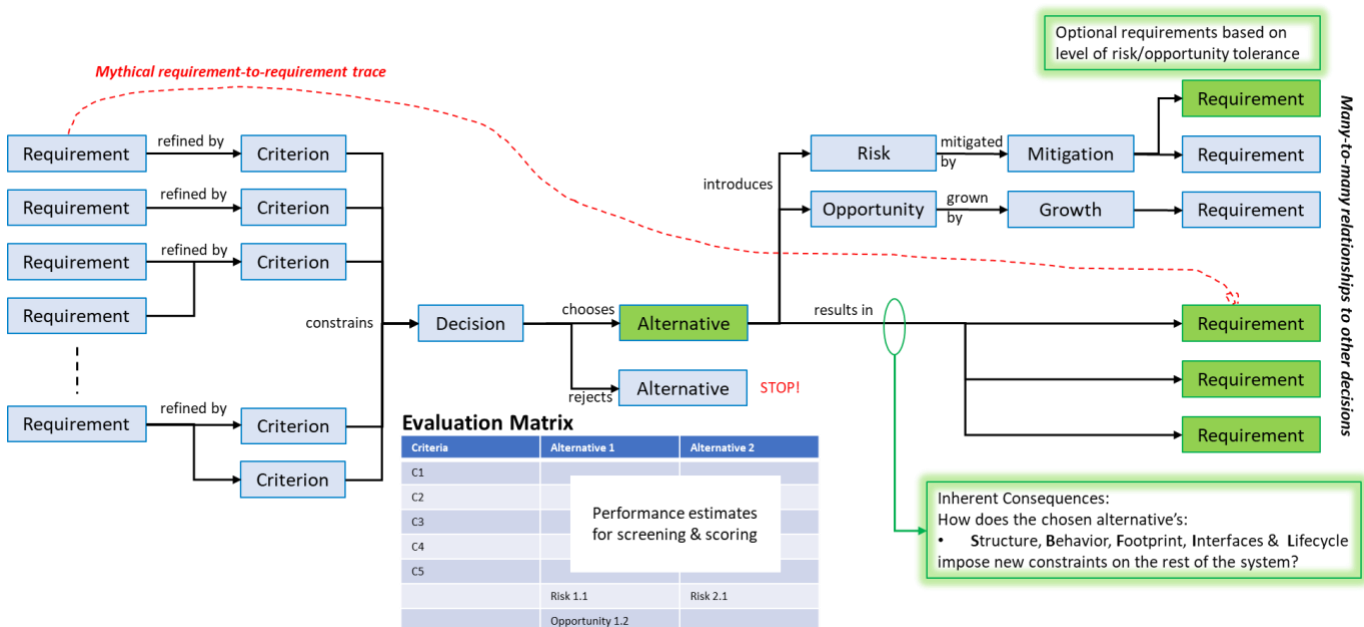 Optional requirements based on
level of risk/opportunity tolerance
Mythical requirement-to-requirement trace
Many-to-many relationships to other decisions
Requirement
refined by
Criterion
Requirement
refined by
Criterion
Requirement
refined by
Criterion
Requirement
Requirement
refined by
Criterion
Criterion
constrains
Decision
chooses
Alternative
rejects
Alternative
STOP!
introduces
Risk
mitigated
by
Mitigation
Requirement
Requirement
Opportunity
grown
by
Growth
Requirement
results in
Requirement
Requirement
Requirement
Evaluation Matrix
Criteria Alternative 1 Alternative 2
C1
C2
C3
C4
C5
Performance estimates
for screening & scoring
Risk 1.1 Risk 2.1
Opportunity 1.2
Inherent Consequences:
How does the chosen alternative's:
• Structure, Behavior, Footprint, Interfaces & Lifecycle
impose new constraints on the rest of the system?